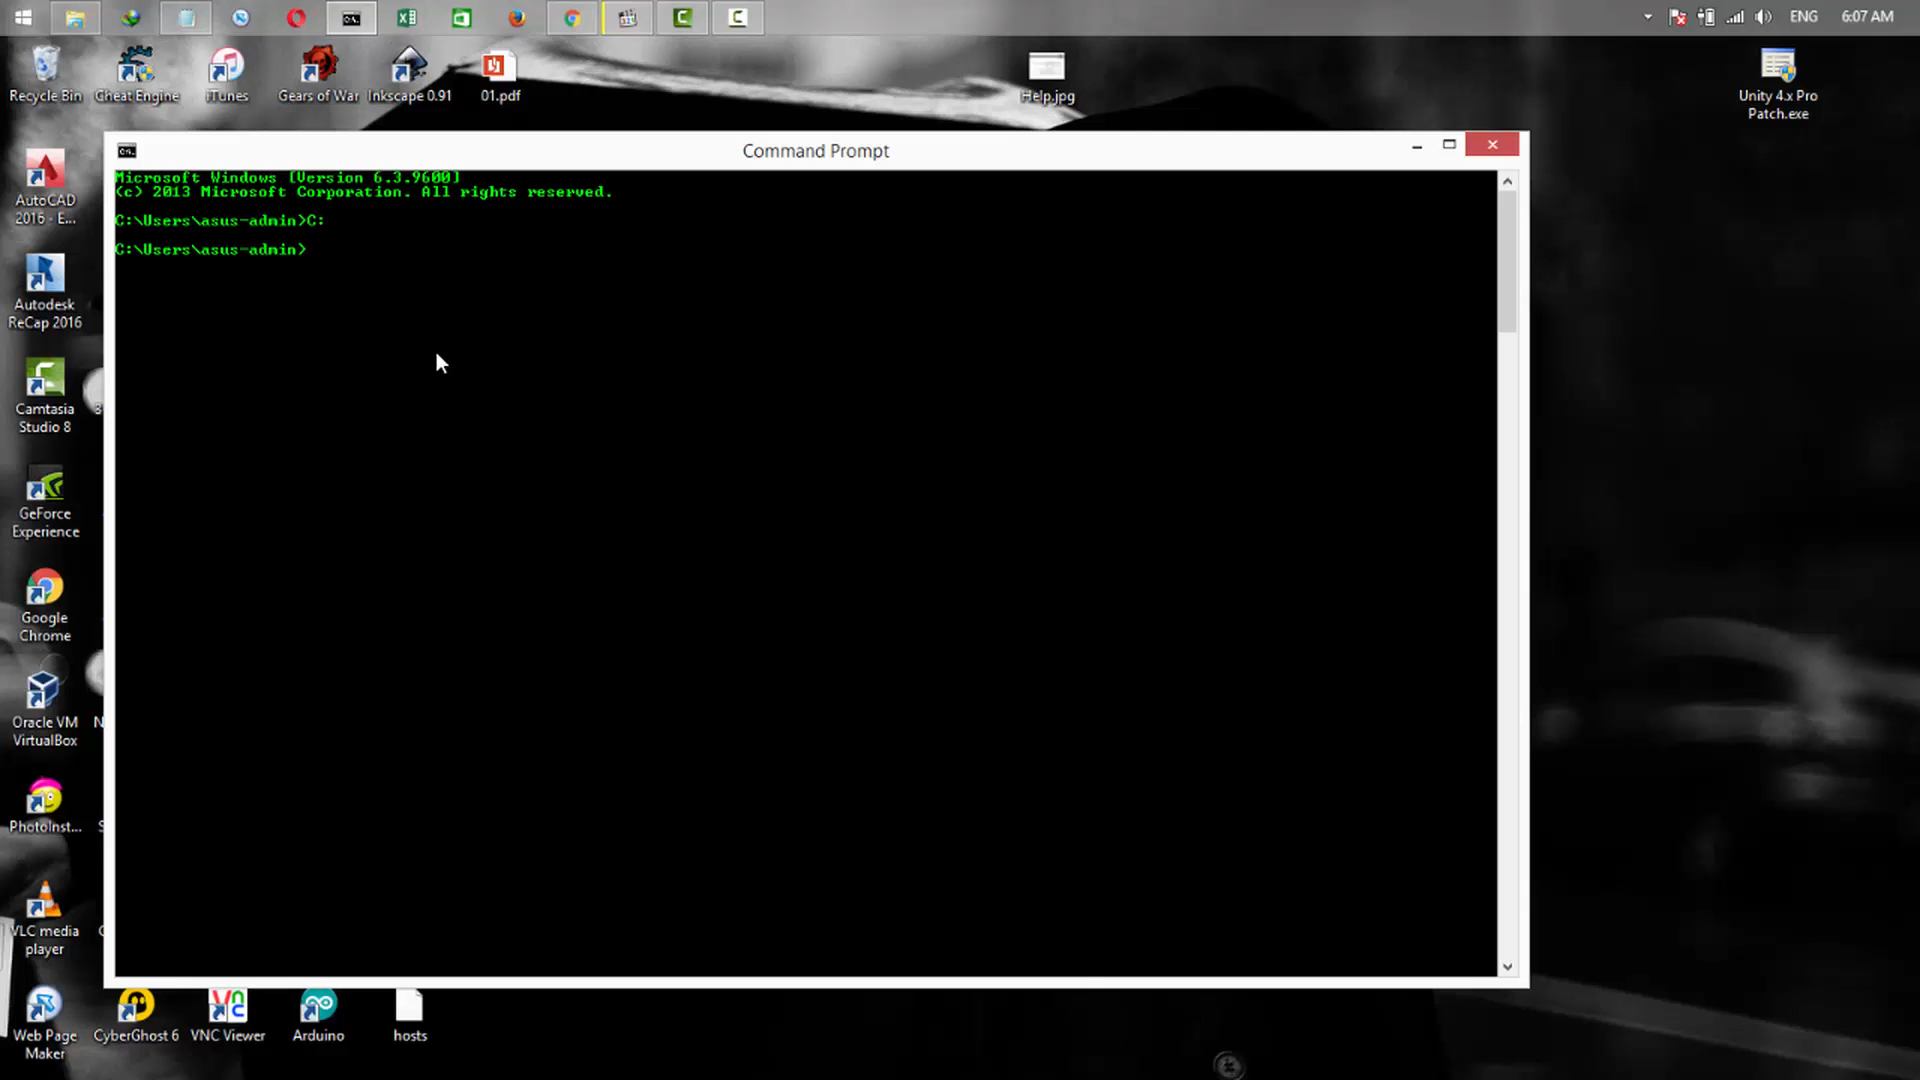 ENG
6:07 AM
Recycle Bin
Cheat Engine
iTunes
Gears of War
Inkscape 0.91
01.pdf
Help.jpg
Unity 4.x Pro
Patch.exe
Command Prompt
Microsoft Windows [Version 6.3.9600]
(c) 2013 Microsoft Corporation. All rights reserved.
C:\Users\asus-admin>C:
C:\Users\asus-admin>
AutoCAD
2016 - E...
Autodesk
ReCap 2016
Camtasia
Studio 8
GeForce
Experience
Google
Chrome
Oracle VM
VirtualBox
PhotoInst...
VLC media
player
Web Page
Maker
CyberGhost 6
VNC Viewer
Arduino
hosts